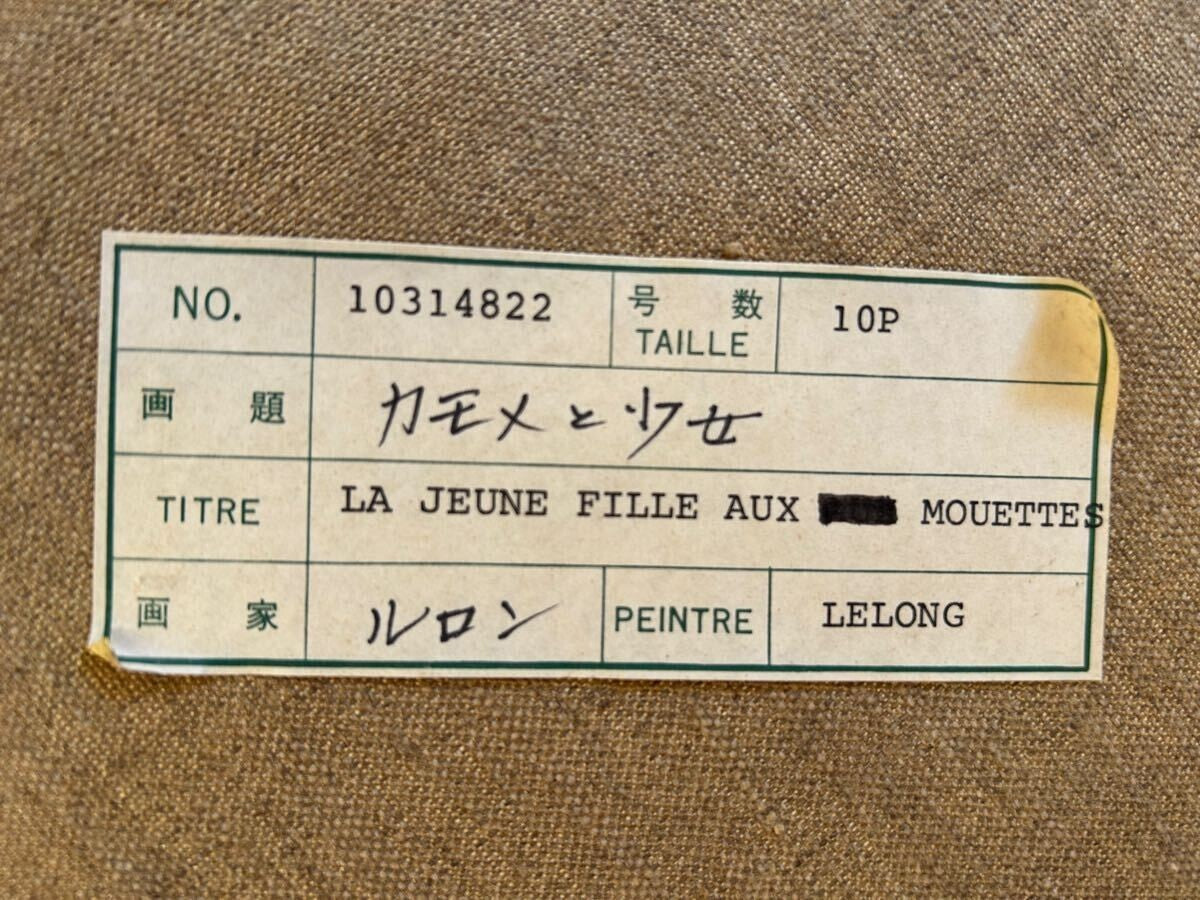 NO. 10314822 号数 TAILLE 10P
画題 カモメと少女
TITRE LA JEUNE FILLE AUX MOUETTES
画家 ルロン PEINTRE LELONG